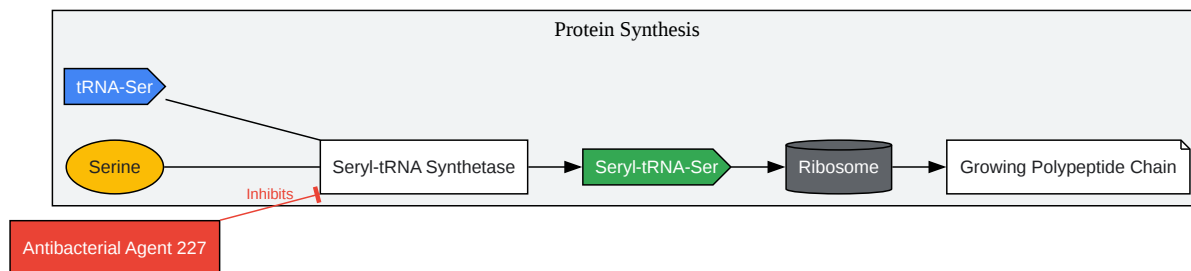 Protein Synthesis
tRNA-Ser
Serine
Seryl-tRNA Synthetase
Seryl-tRNA-Ser
Ribosome
Growing Polypeptide Chain
Inhibits
Antibacterial Agent 227